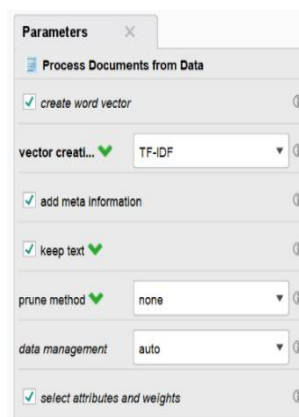 Parameters
Process Documents from Data
create word vector
vector creati... TF-IDF
add meta information
keep text
prune method none
data management auto
select attributes and weights